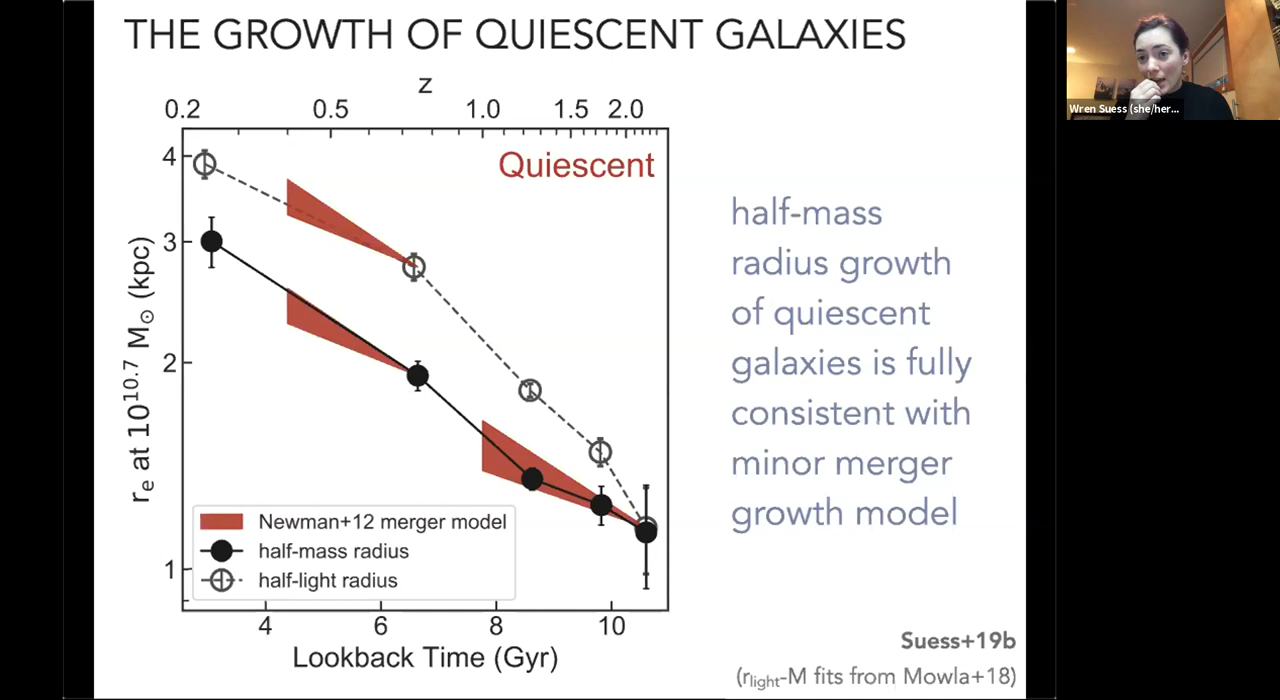 THE GROWTH OF QUIESCENT GALAXIES
z
0.2 0.5 1.0 1.5 2.0
Quiescent
4
3
2
1
rₑ at 10¹⁰·⁷ M☉ (kpc)
Newman+12 merger model
half-mass radius
half-light radius
4 6 8 10
Lookback Time (Gyr)
half-mass
radius growth
of quiescent
galaxies is fully
consistent with
minor merger
growth model
Suess+19b
(rlight-M fits from Mowla+18)
Wren Suess (she/her...